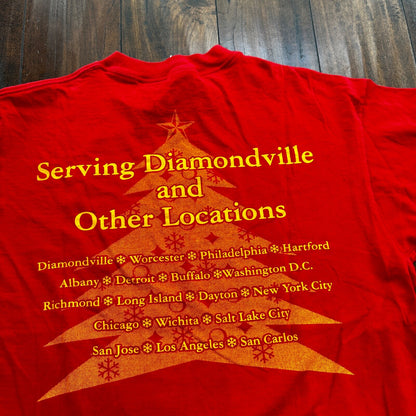 Serving Diamondville
and
Other Locations
Diamondville ❄ Worcester ❄ Philadelphia ❄ Hartford
Albany ❄ Detroit ❄ Buffalo ❄ Washington D.C.
Richmond ❄ Long Island ❄ Dayton ❄ New York City
Chicago ❄ Wichita ❄ Salt Lake City
San Jose ❄ Los Angeles ❄ San Carlos